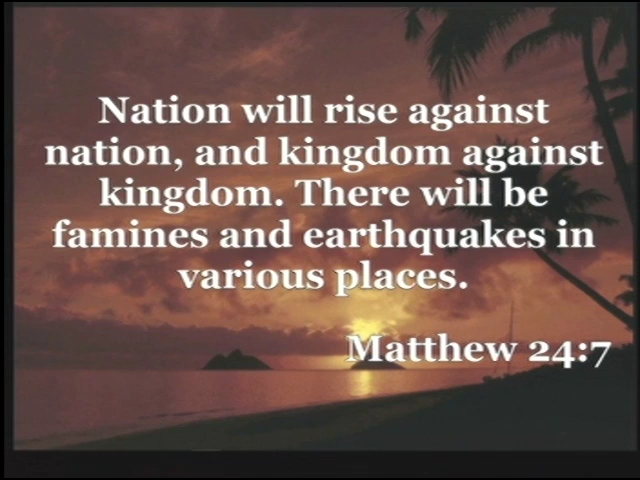 Nation will rise against
nation, and kingdom against
kingdom. There will be
famines and earthquakes in
various places.
Matthew 24:7